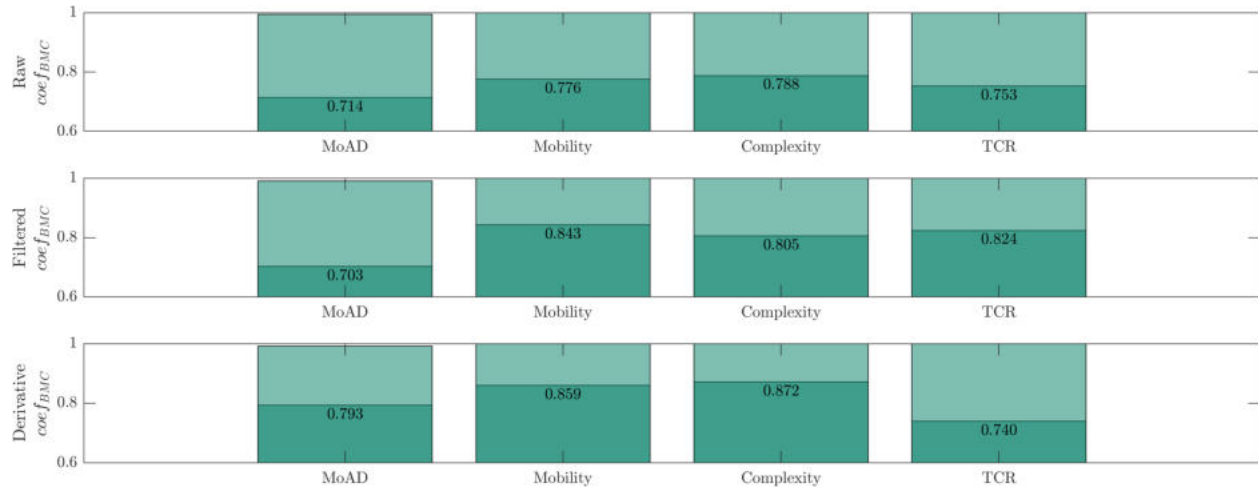 Raw
coef_BMC
1
0.8
0.6
0.714
0.776
0.788
0.753
MoAD
Mobility
Complexity
TCR
Filtered
coef_BMC
1
0.8
0.6
0.703
0.843
0.805
0.824
MoAD
Mobility
Complexity
TCR
Derivative
coef_BMC
1
0.8
0.6
0.793
0.859
0.872
0.740
MoAD
Mobility
Complexity
TCR